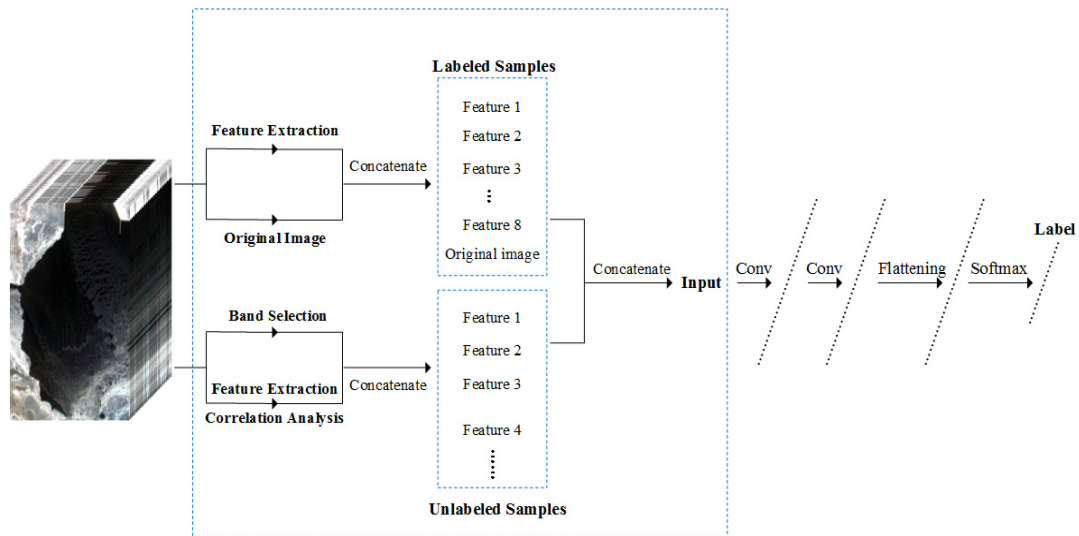 Labeled Samples
Feature 1
Feature 2
Feature 3
Feature 8
Original image
Feature Extraction
Concatenate
Original Image
Band Selection
Feature Extraction
Correlation Analysis
Concatenate
Feature 1
Feature 2
Feature 3
Feature 4
Unlabeled Samples
Concatenate
Input
Conv
Conv
Flattening
Softmax
Label